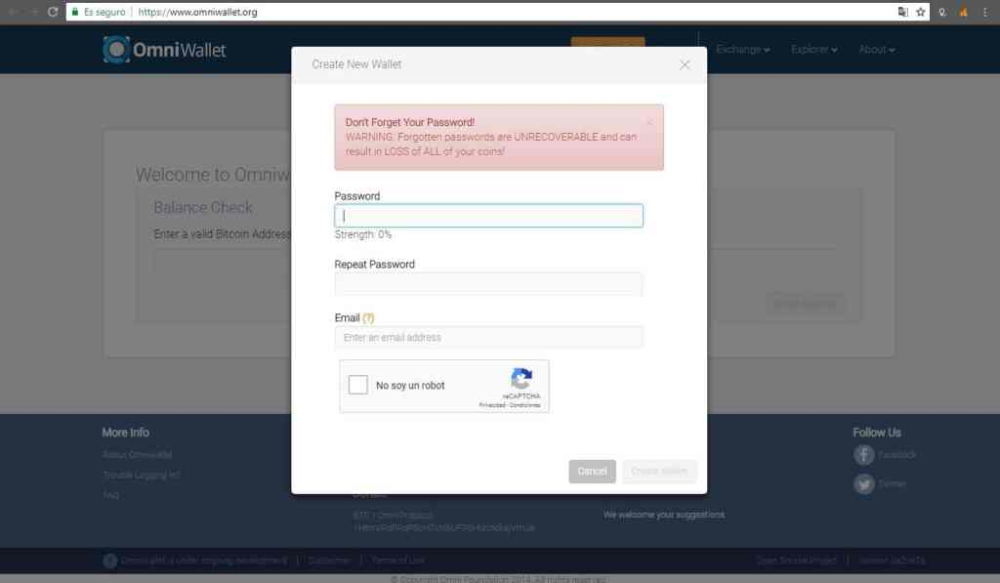 Es seguro | https://www.omniwallet.org
OmniWallet
Exchange
Explorer
About
Create New Wallet
Don't Forget Your Password!
WARNING: Forgotten passwords are UNRECOVERABLE and can
result in LOSS of ALL of your coins!
Welcome to Omniw
Balance Check
Enter a valid Bitcoin Address
Password
Strength: 0%
Repeat Password
Email (?)
Enter an email address
No soy un robot
reCAPTCHA
Privacidad - Condiciones
Cancel
Create Wallet
More Info
About Omniwallet
Trouble Logging In?
FAQ
Donate
BTC / OmniProtocol
We welcome your suggestions
Follow Us
Facebook
Twitter
Omniwallet is under ongoing development | Disclaimer | Terms of Use
Open Source Project
© Copyright Omni Foundation 2014. All rights reserved.